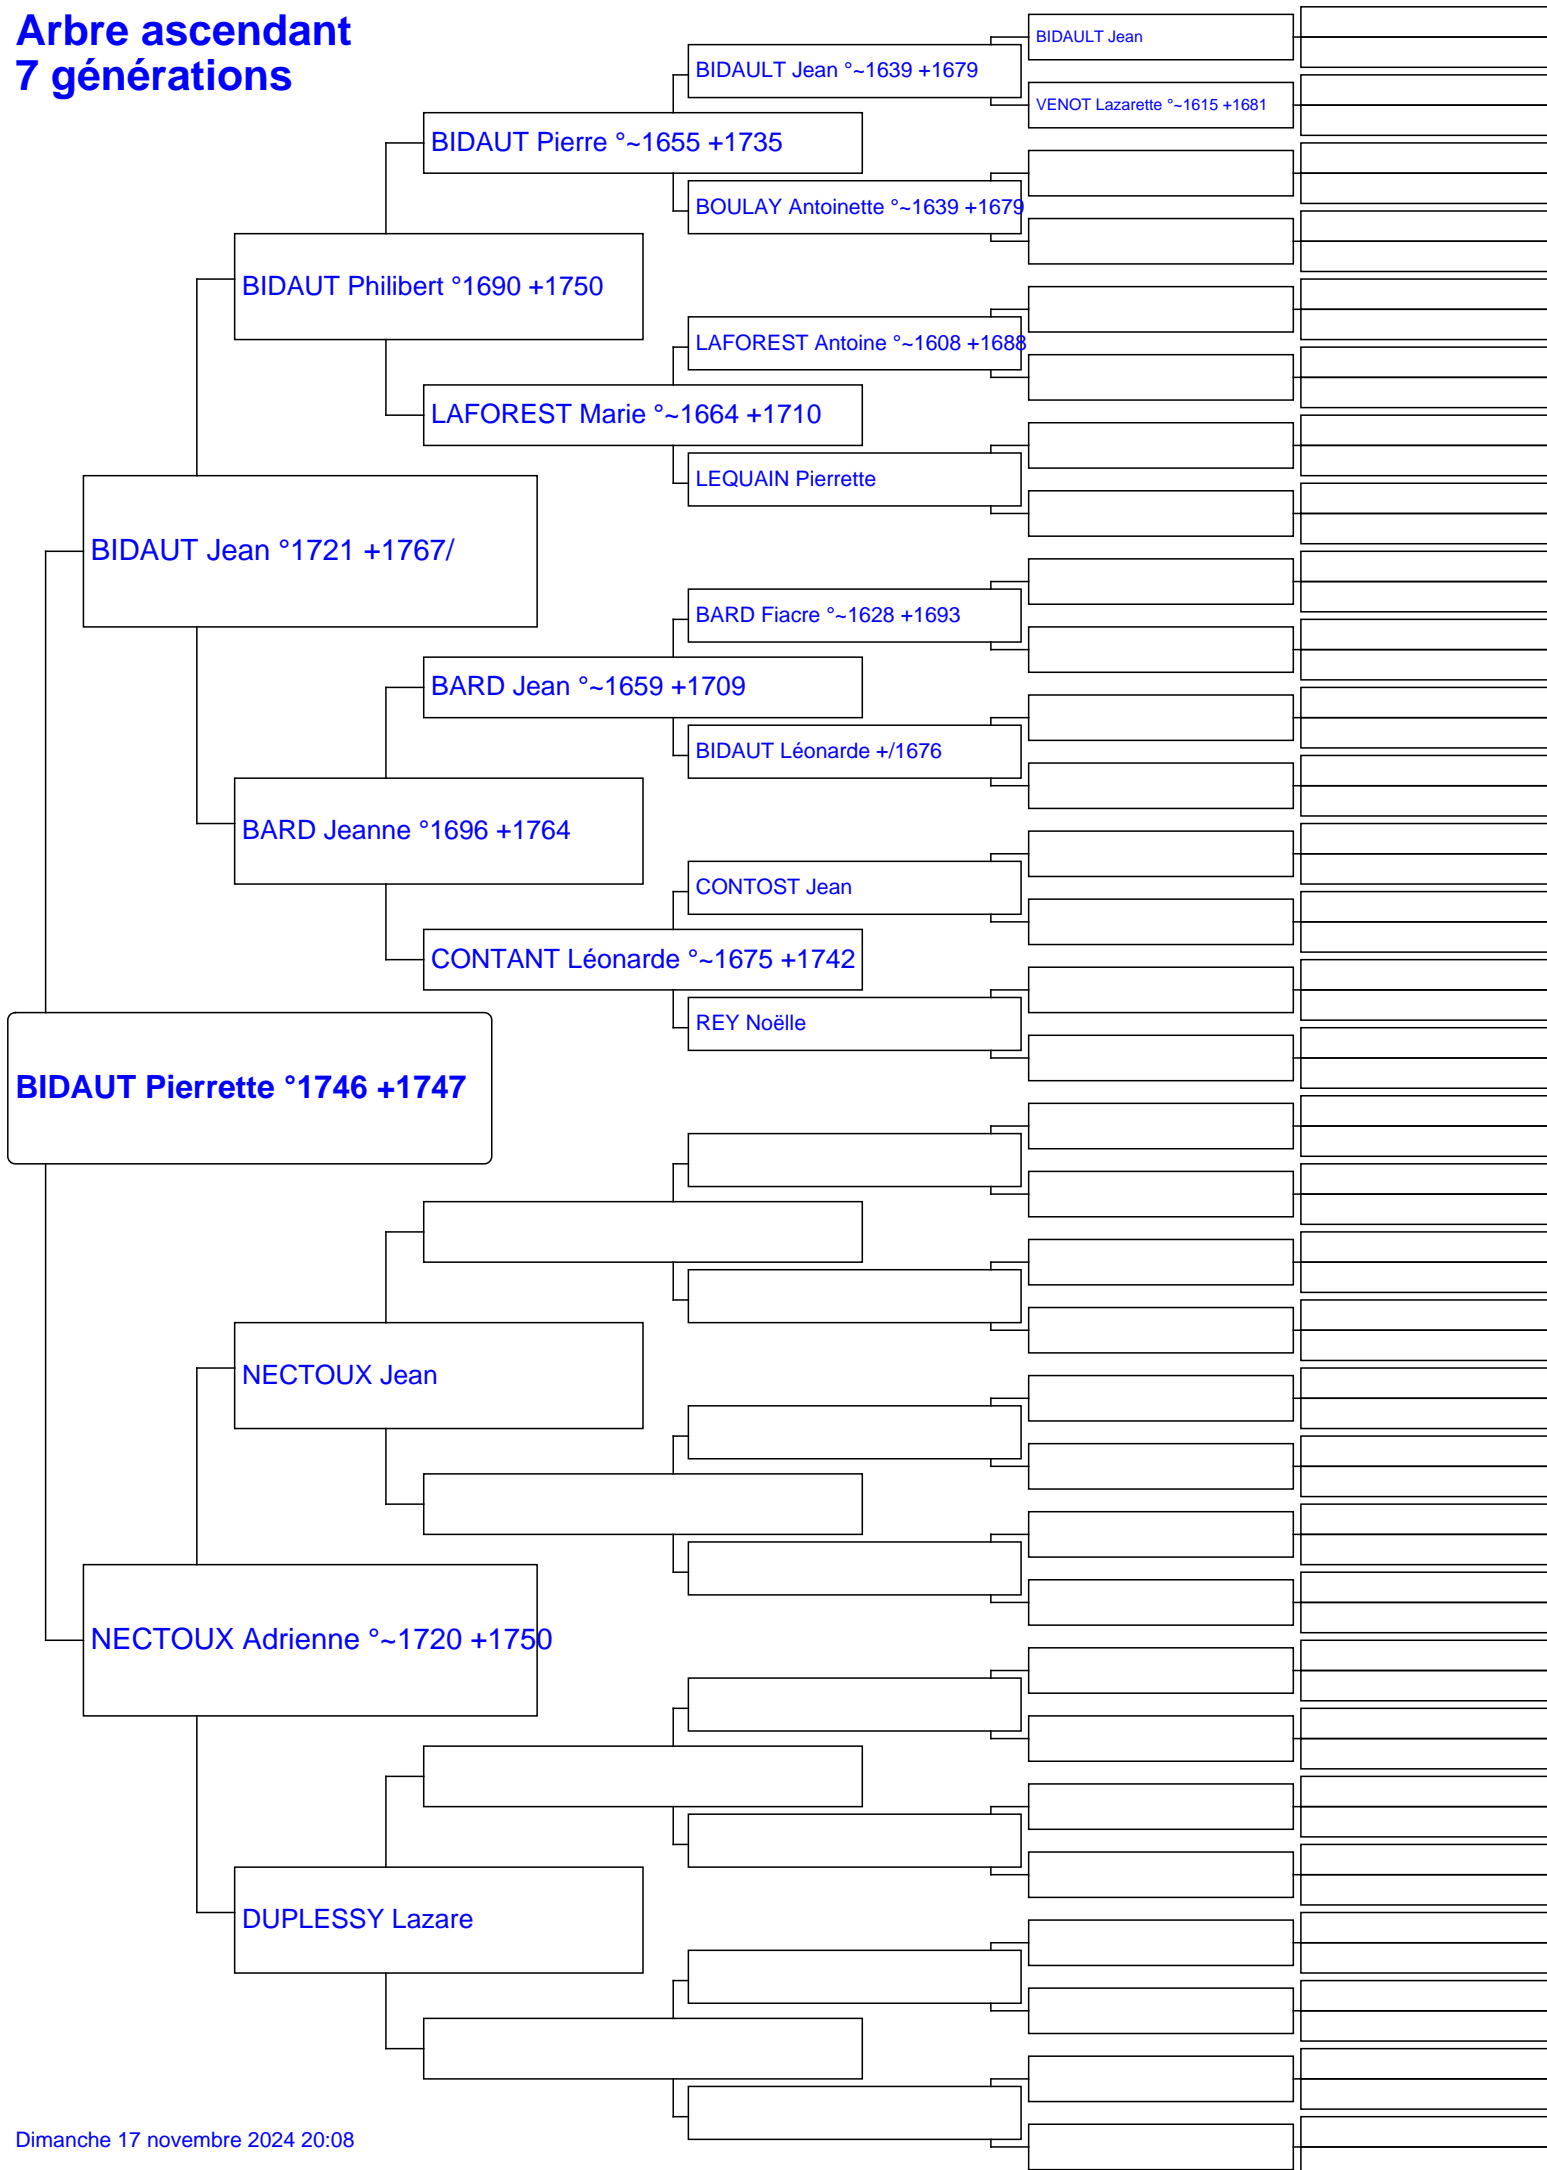 Arbre ascendant
7 générations
BIDAULT Jean
BIDAULT Jean °~1639 +1679
VENOT Lazarette °~1615 +1681
BIDAUT Pierre °~1655 +1735
BOULAY Antoinette °~1639 +1679
BIDAUT Philibert °1690 +1750
LAFOREST Antoine °~1608 +1688
LAFOREST Marie °~1664 +1710
LEQUAIN Pierrette
BIDAUT Jean °1721 +1767/
BARD Fiacre °~1628 +1693
BARD Jean °~1659 +1709
BIDAUT Léonarde +/1676
BARD Jeanne °1696 +1764
CONTOST Jean
CONTANT Léonarde °~1675 +1742
REY Noëlle
BIDAUT Pierrette °1746 +1747
NECTOUX Jean
NECTOUX Adrienne °~1720 +1750
DUPLESSY Lazare
Dimanche 17 novembre 2024 20:08